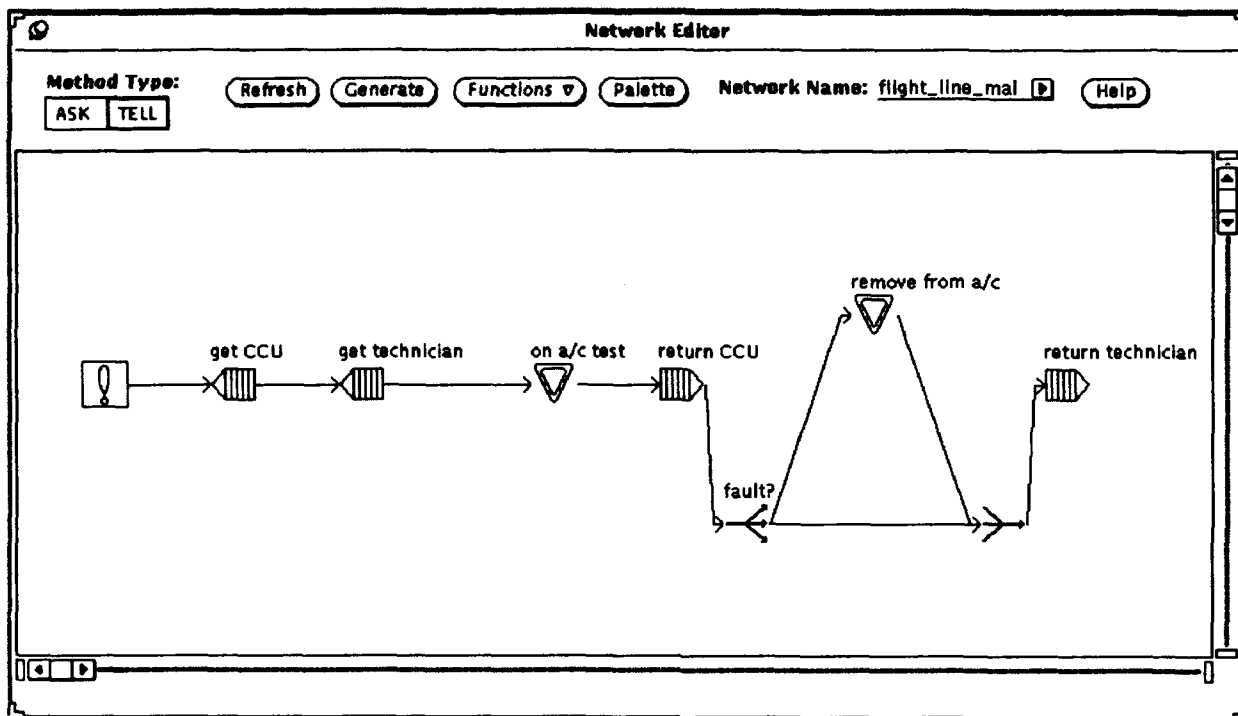 Network Editor
Method Type:
ASK TELL
Refresh
Generate
Functions
Palette
Network Name: flight_line_mal
Help
remove from a/c
get CCU
get technician
on a/c test
return CCU
return technician
fault?